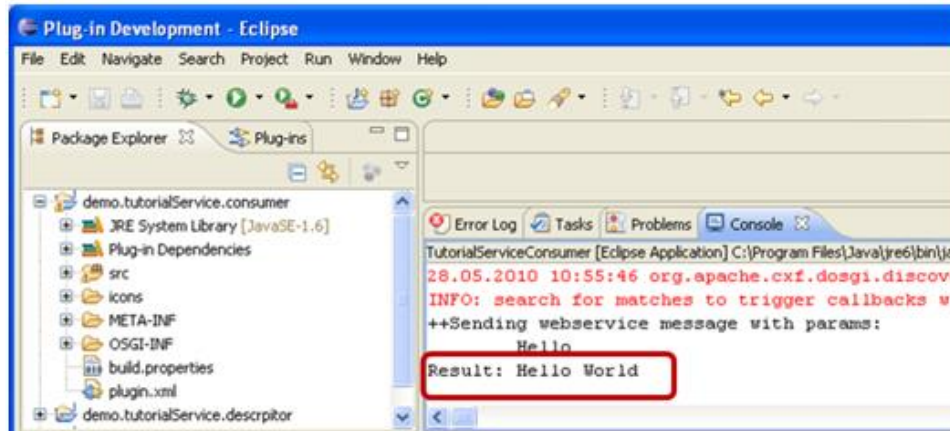 Plug-in Development - Eclipse
File Edit Navigate Search Project Run Window Help
Package Explorer
Plug-ins
demo.tutorialService.consumer
JRE System Library [JavaSE-1.6]
Plug-in Dependencies
src
icons
META-INF
OSGI-INF
build.properties
plugin.xml
demo.tutorialService.descrpitor
Error Log Tasks Problems Console
TutorialServiceConsumer [Eclipse Application] C:\Program Files\Java\jre6\bin\ja
28.05.2010 10:55:46 org.apache.cxf.dosgi.discov
INFO: search for matches to trigger callbacks w
++Sending webservice message with params:
Hello
Result: Hello World